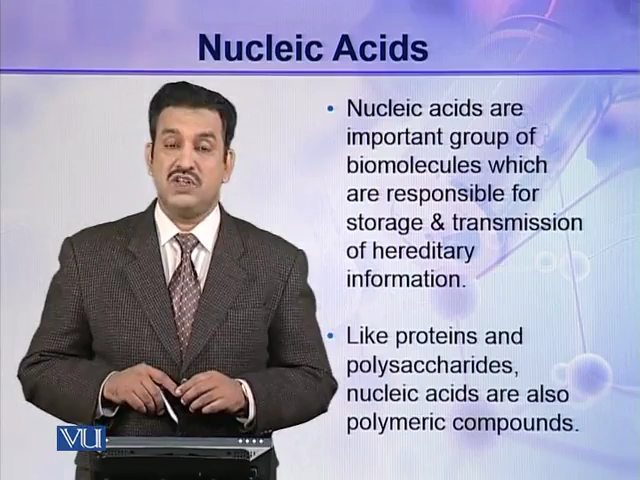 Nucleic Acids
• Nucleic acids are
important group of
biomolecules which
are responsible for
storage & transmission
of hereditary
information.
• Like proteins and
polysaccharides,
nucleic acids are also
polymeric compounds.
VU